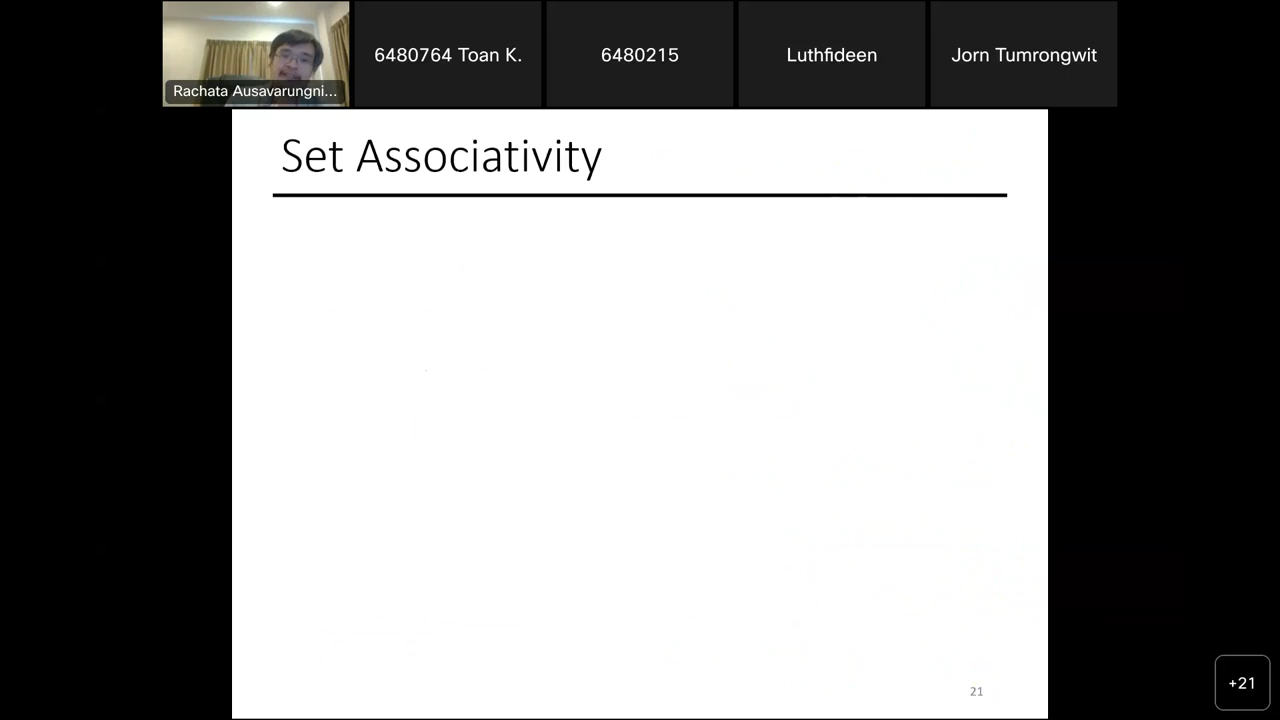 Rachata Ausavarungni...
6480764 Toan K.
6480215
Luthfideen
Jorn Tumrongwit
Set Associativity
21
+21